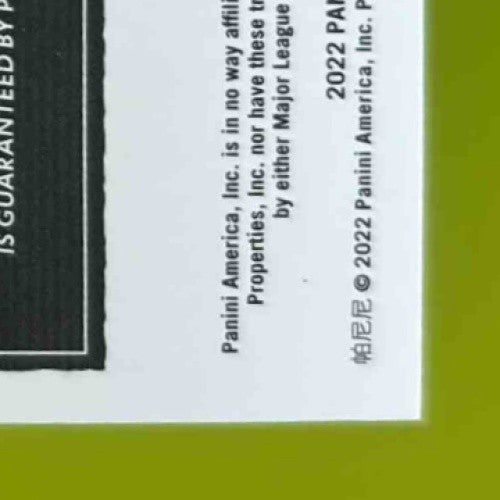 IS GUARANTEED BY
Panini America, Inc. is in no way
Properties, Inc. nor have these
by either Major League
2022
帕尼尼 © 2022 Panini America, Inc.